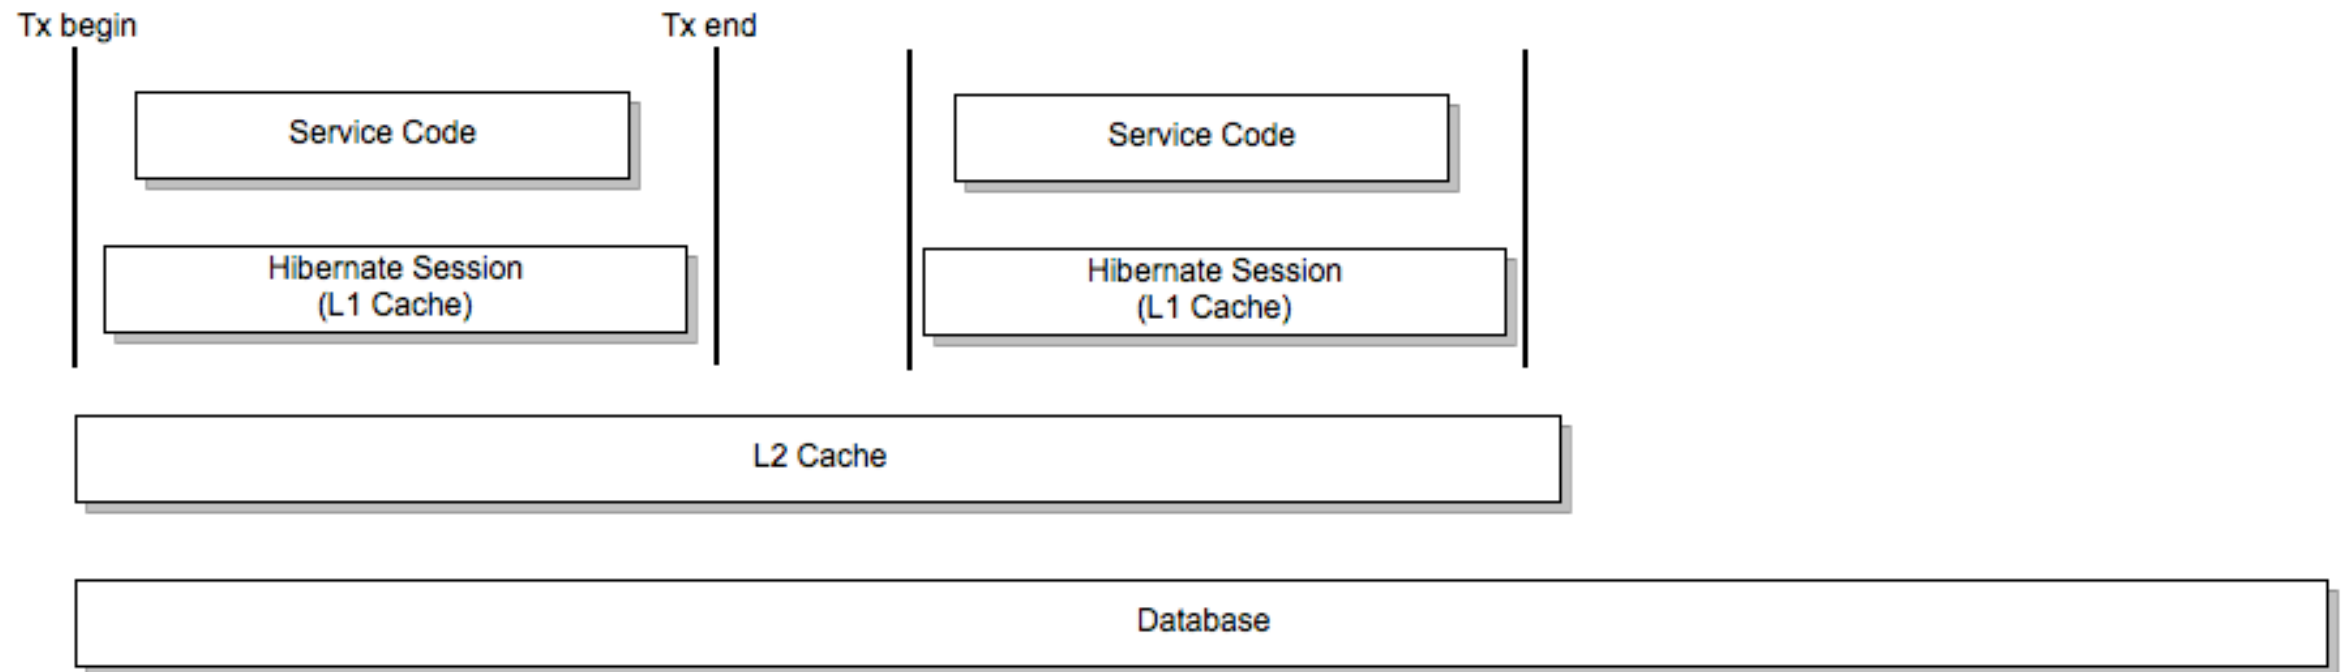 Tx begin
Tx end
Service Code
Service Code
Hibernate Session
(L1 Cache)
Hibernate Session
(L1 Cache)
L2 Cache
Database